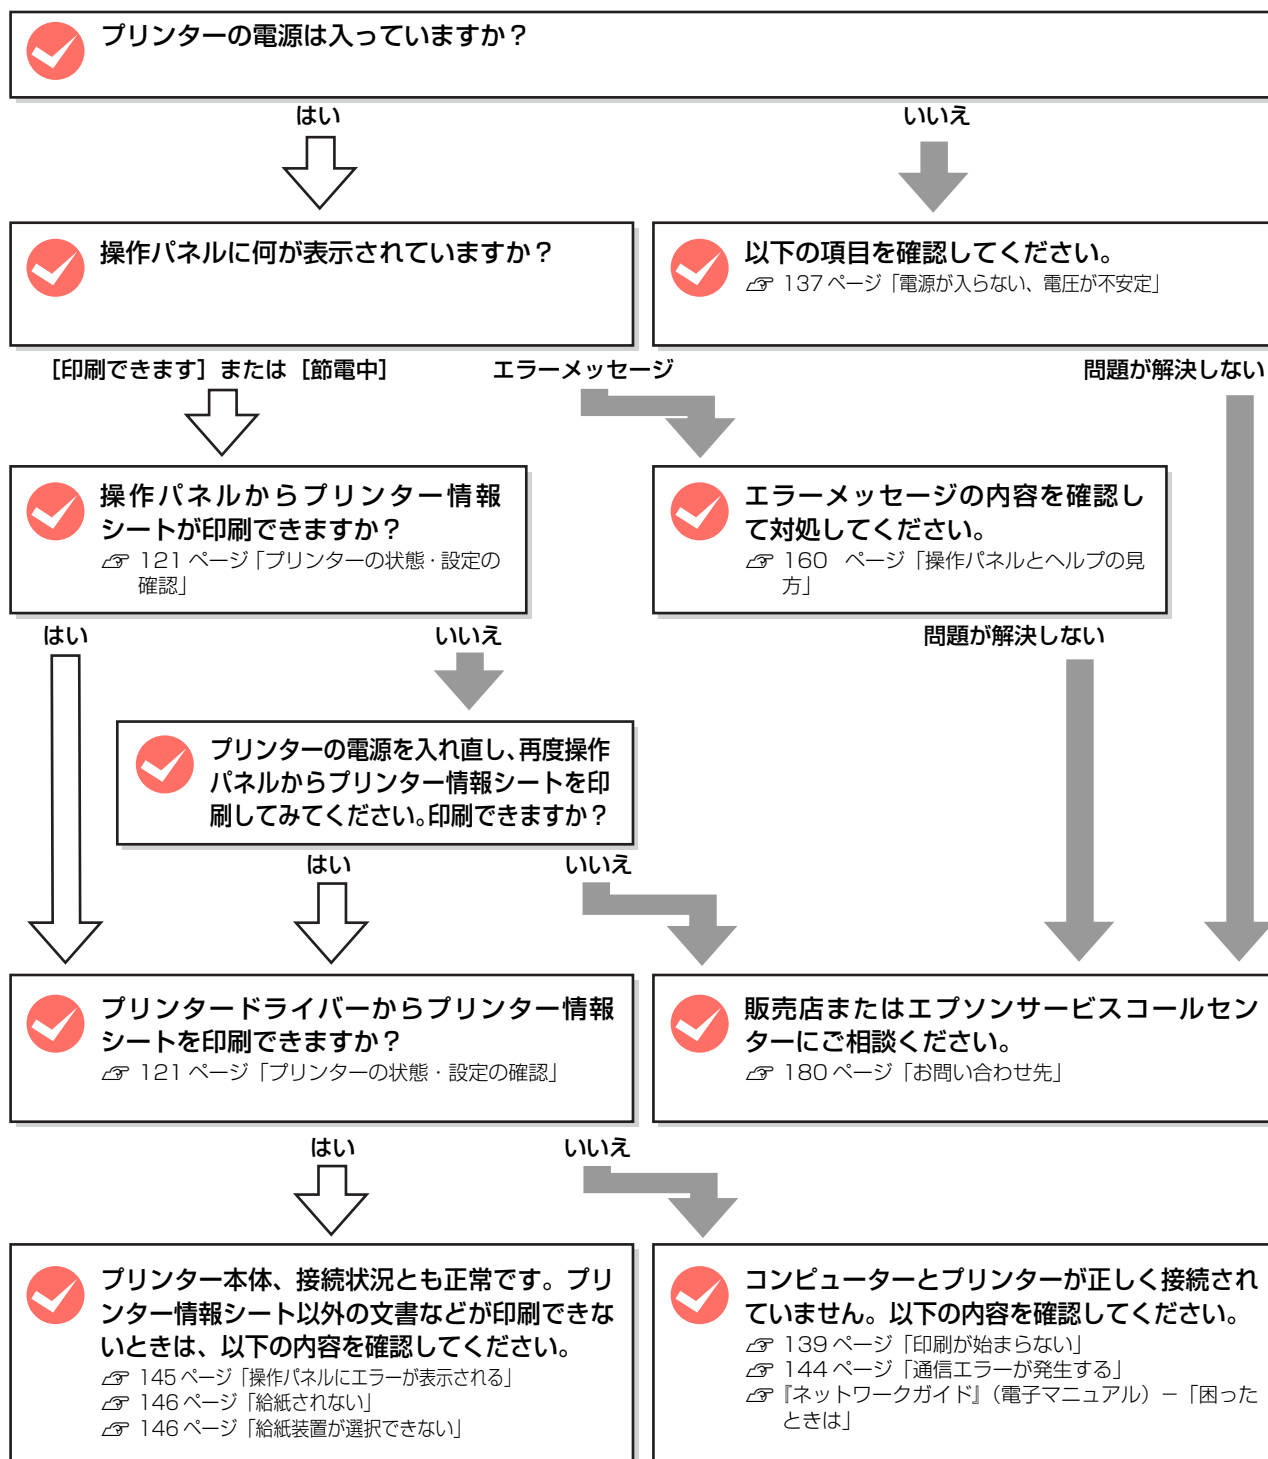 プリンターの電源は入っていますか？
はい
いいえ
操作パネルに何が表示されていますか？
以下の項目を確認してください。
☞ 137 ページ「電源が入らない、電圧が不安定」
［印刷できます］または［節電中］
エラーメッセージ
問題が解決しない
操作パネルからプリンター情報
シートが印刷できますか？
☞ 121 ページ「プリンターの状態・設定の
確認」
エラーメッセージの内容を確認し
て対処してください。
☞ 160 ページ「操作パネルとヘルプの見
方」
はい
いいえ
問題が解決しない
プリンターの電源を入れ直し、再度操作
パネルからプリンター情報シートを印
刷してみてください。印刷できますか？
はい
いいえ
プリンタードライバーからプリンター情報
シートを印刷できますか？
☞ 121 ページ「プリンターの状態・設定の確認」
販売店またはエプソンサービスコールセン
ターにご相談ください。
☞ 180 ページ「お問い合わせ先」
はい
いいえ
プリンター本体、接続状況とも正常です。プリ
ンター情報シート以外の文書などが印刷できな
いときは、以下の内容を確認してください。
☞ 145 ページ「操作パネルにエラーが表示される」
☞ 146 ページ「給紙されない」
☞ 146 ページ「給紙装置が選択できない」
コンピューターとプリンターが正しく接続され
ていません。以下の内容を確認してください。
☞ 139 ページ「印刷が始まらない」
☞ 144 ページ「通信エラーが発生する」
☞『ネットワークガイド』（電子マニュアル）－「困った
ときは」